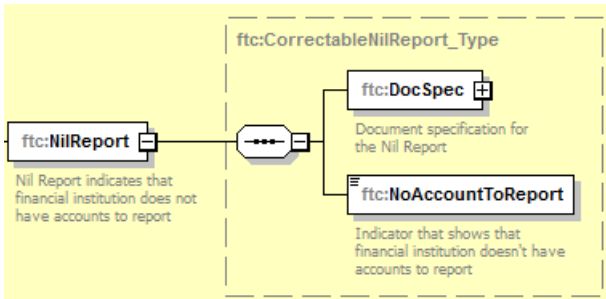 ftc:CorrectableNilReport_Type
ftc:DocSpec
Document specification for
the Nil Report
ftc:NilReport
Nil Report indicates that
financial institution does not
have accounts to report
ftc:NoAccountToReport
Indicator that shows that
financial institution doesn't have
accounts to report